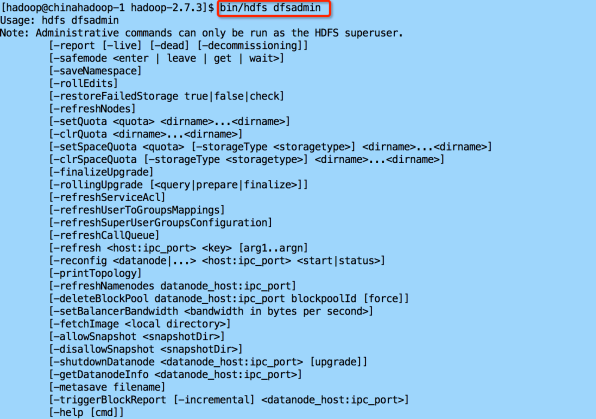 [hadoop@chinahadoop-1 hadoop-2.7.3]$ bin/hdfs dfsadmin
Usage: hdfs dfsadmin
Note: Administrative commands can only be run as the HDFS superuser.
[-report [-live] [-dead] [-decommissioning]]
[-safemode <enter | leave | get | wait>]
[-saveNamespace]
[-rollEdits]
[-restoreFailedStorage true|false|check]
[-refreshNodes]
[-setQuota <quota> <dirname>...<dirname>]
[-clrQuota <dirname>...<dirname>]
[-setSpaceQuota <quota> [-storageType <storagetype>] <dirname>...<dirname>]
[-clrSpaceQuota [-storageType <storagetype>] <dirname>...<dirname>]
[-finalizeUpgrade]
[-rollingUpgrade [<query|prepare|finalize>]]
[-refreshServiceAcl]
[-refreshUserToGroupsMappings]
[-refreshSuperUserGroupsConfiguration]
[-refreshCallQueue]
[-refresh <host:ipc_port> <key> [arg1..argn]
[-reconfig <datanode|...> <host:ipc_port> <start|status>]
[-printTopology]
[-refreshNamenodes datanode_host:ipc_port]
[-deleteBlockPool datanode_host:ipc_port blockpoolId [force]]
[-setBalancerBandwidth <bandwidth in bytes per second>]
[-fetchImage <local directory>]
[-allowSnapshot <snapshotDir>]
[-disallowSnapshot <snapshotDir>]
[-shutdownDatanode <datanode_host:ipc_port> [upgrade]]
[-getDatanodeInfo <datanode_host:ipc_port>]
[-metasave filename]
[-triggerBlockReport [-incremental] <datanode_host:ipc_port>]
[-help [cmd]]